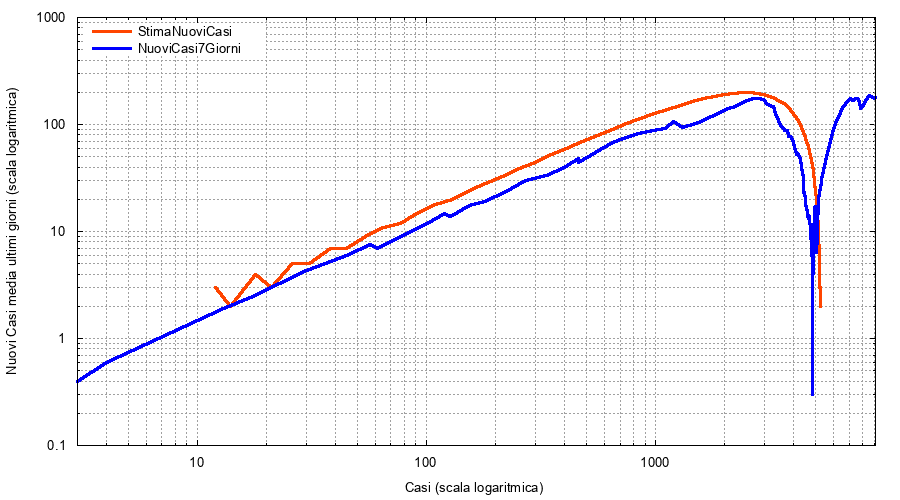 1000
StimaNuoviCasi
NuoviCasi7Giorni
100
10
1
0.1
Nuovi Casi media ultimi giorni (scala logaritmica)
10 100 1000
Casi (scala logaritmica)